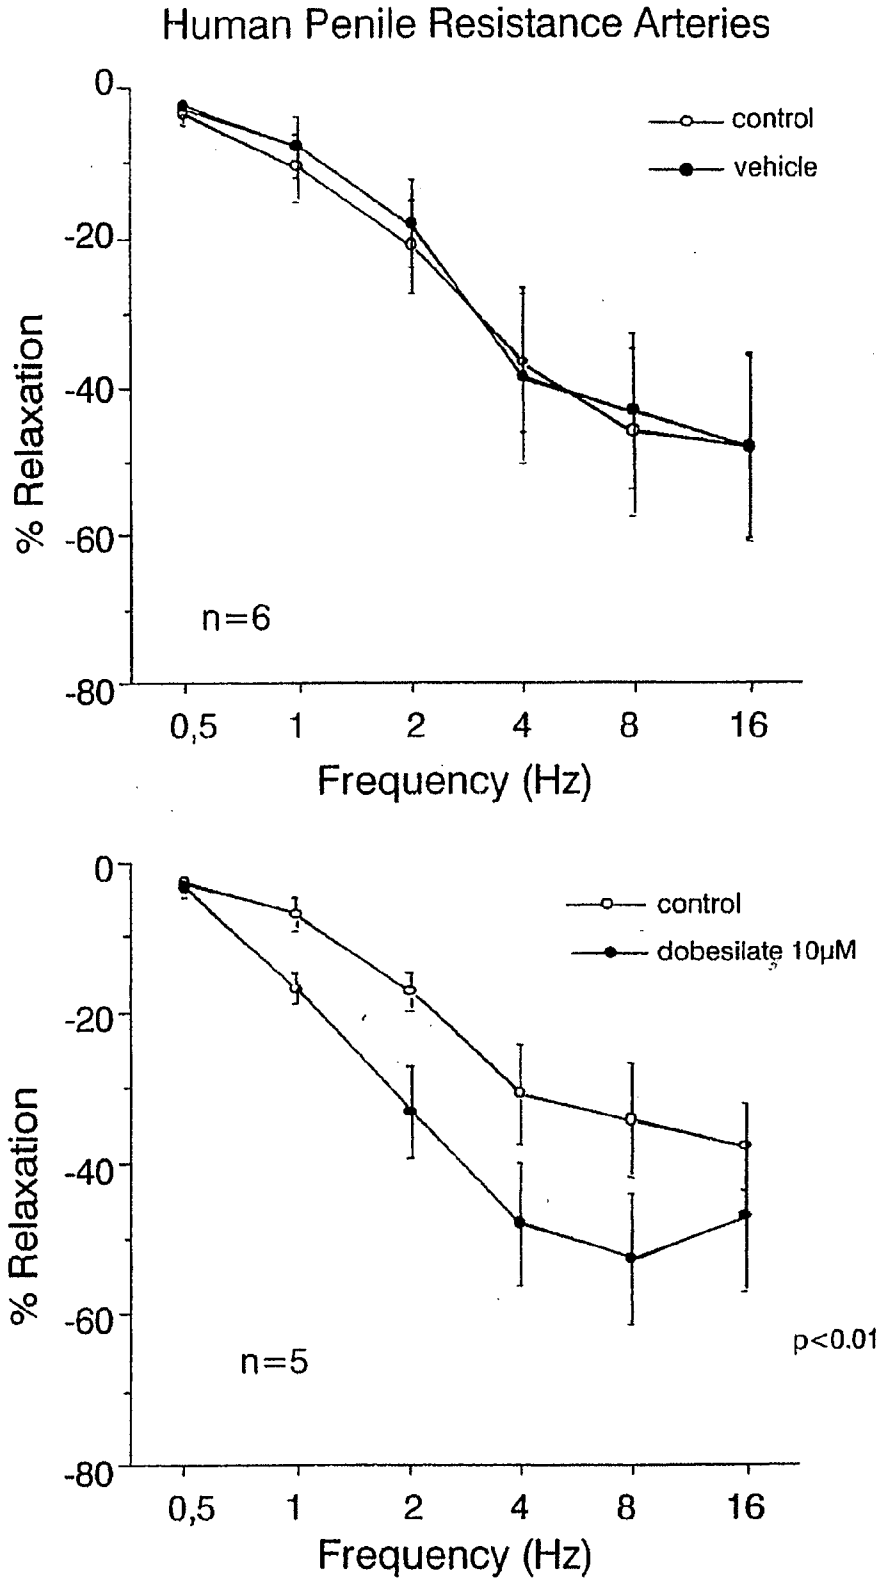 Human Penile Resistance Arteries
0
-20
-40
-60
-80
% Relaxation
control
vehicle
n=6
0,5 1 2 4 8 16
Frequency (Hz)
0
-20
-40
-60
-80
% Relaxation
control
dobesilate 10µM
p<0.01
n=5
0,5 1 2 4 8 16
Frequency (Hz)